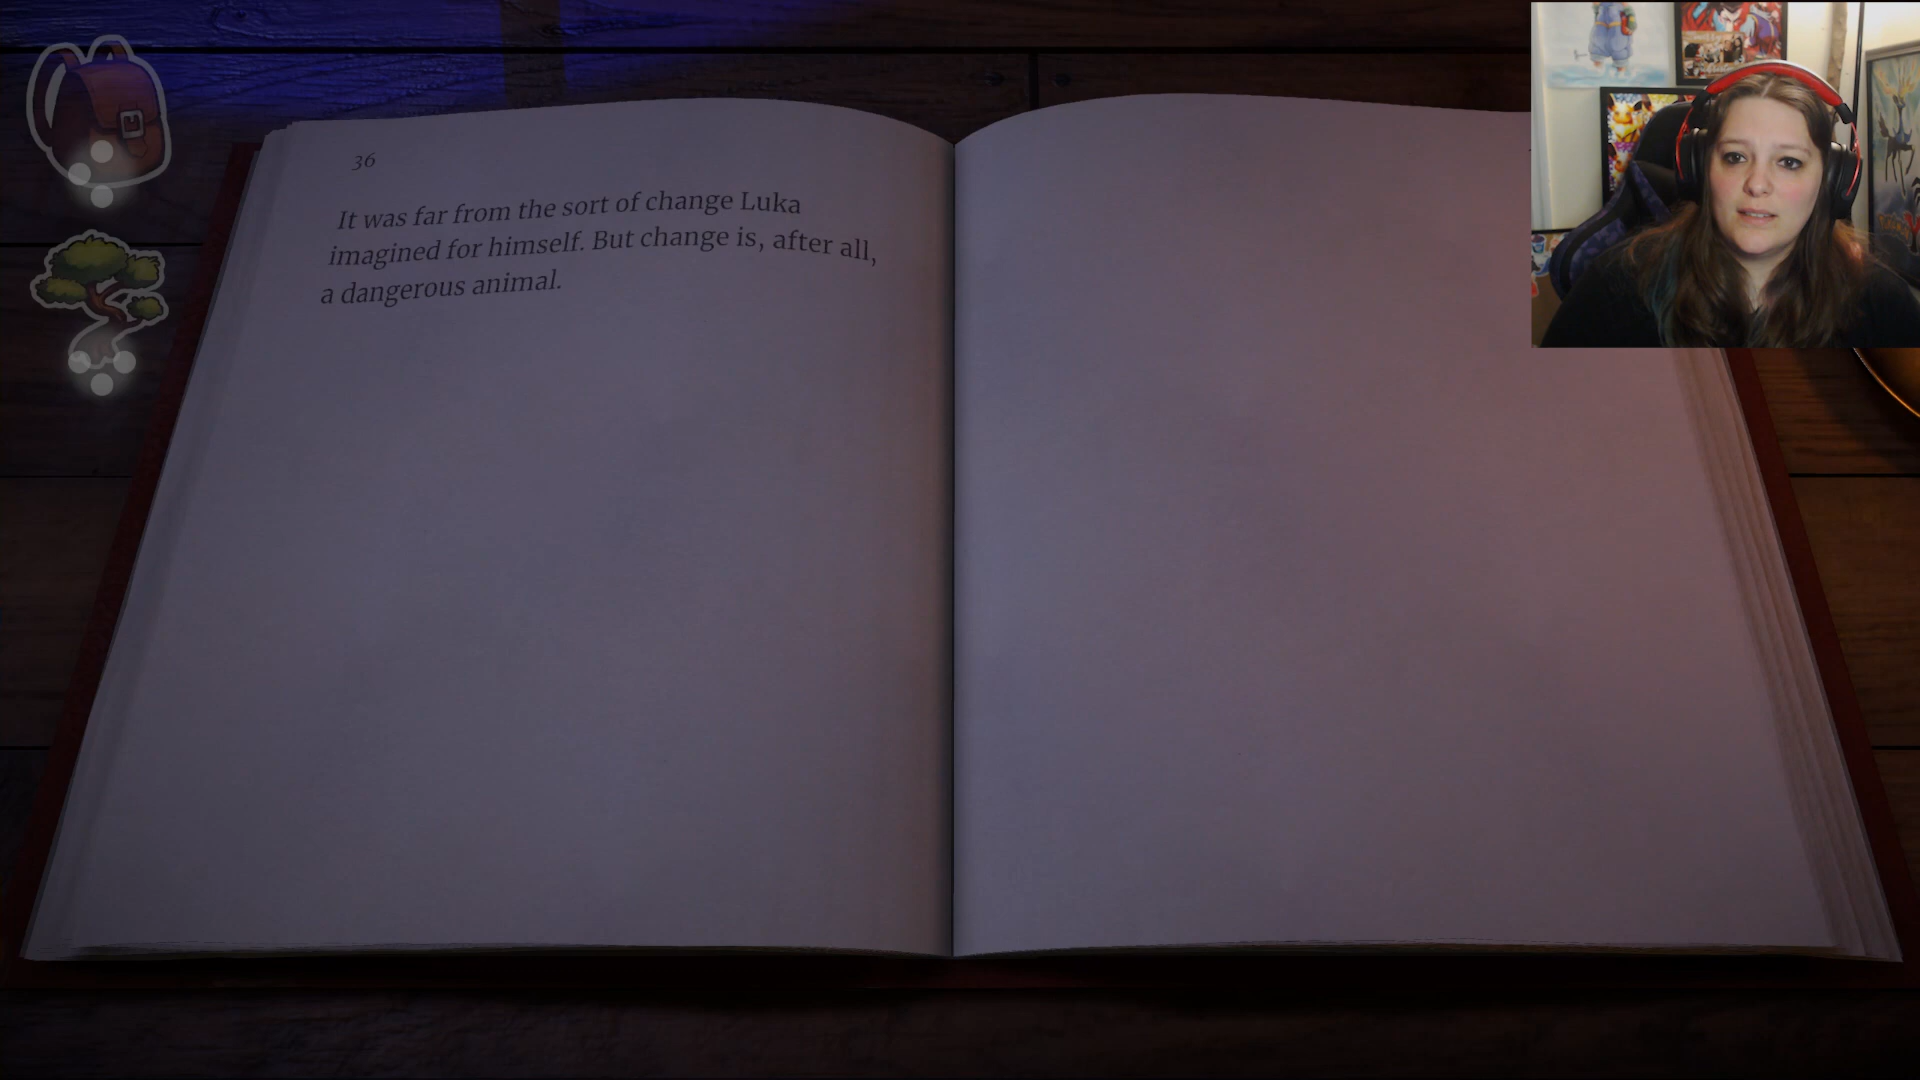 36
It was far from the sort of change Luka
imagined for himself. But change is, after all,
a dangerous animal.